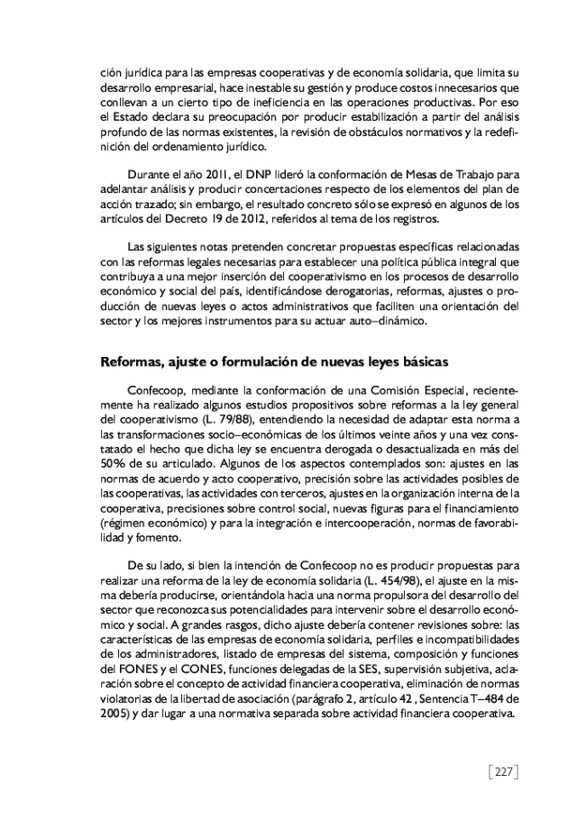 ción jurídica para las empresas cooperativas y de economía solidaria, que limita su
desarrollo empresarial, hace inestable su gestión y produce costos innecesarios que
conllevan a un cierto tipo de ineficiencia en las operaciones productivas. Por eso
el Estado declara su preocupación por producir estabilización a partir del análisis
profundo de las normas existentes, la revisión de obstáculos normativos y la redefi-
nición del ordenamiento jurídico.
Durante el año 2011, el DNP lideró la conformación de Mesas de Trabajo para
adelantar análisis y producir concertaciones respecto de los elementos del plan de
acción trazado; sin embargo, el resultado concreto sólo se expresó en algunos de los
artículos del Decreto 19 de 2012, referidos al tema de los registros.
Las siguientes notas pretenden concretar propuestas específicas relacionadas
con las reformas legales necesarias para establecer una política pública integral que
contribuya a una mejor inserción del cooperativismo en los procesos de desarrollo
económico y social del país, identificándose derogatorias, reformas, ajustes o pro-
ducción de nuevas leyes o actos administrativos que faciliten una orientación del
sector y los mejores instrumentos para su actuar auto–dinámico.
Reformas, ajuste o formulación de nuevas leyes básicas
Confecoop, mediante la conformación de una Comisión Especial, reciente-
mente ha realizado algunos estudios propositivos sobre reformas a la ley general
del cooperativismo (L. 79/88), entendiendo la necesidad de adaptar esta norma a
las transformaciones socio–económicas de los últimos veinte años y una vez cons-
tatado el hecho que dicha ley se encuentra derogada o desactualizada en más del
50% de su articulado. Algunos de los aspectos contemplados son: ajustes en las
normas de acuerdo y acto cooperativo, precisión sobre las actividades posibles de
las cooperativas, las actividades con terceros, ajustes en la organización interna de la
cooperativa, precisiones sobre control social, nuevas figuras para el financiamiento
(régimen económico) y para la integración e intercooperación, normas de favorabi-
lidad y fomento.
De su lado, si bien la intención de Confecoop no es producir propuestas para
realizar una reforma de la ley de economía solidaria (L. 454/98), el ajuste en la mis-
ma debería producirse, orientándola hacia una norma propulsora del desarrollo del
sector que reconozca sus potencialidades para intervenir sobre el desarrollo econó-
mico y social. A grandes rasgos, dicho ajuste debería contener revisiones sobre: las
características de las empresas de economía solidaria, perfiles e incompatibilidades
de los administradores, listado de empresas del sistema, composición y funciones
del FONES y el CONES, funciones delegadas de la SES, supervisión subjetiva, acla-
ración sobre el concepto de actividad financiera cooperativa, eliminación de normas
violatorias de la libertad de asociación (parágrafo 2, artículo 42 , Sentencia T–484 de
2005) y dar lugar a una normativa separada sobre actividad financiera cooperativa.
[227]